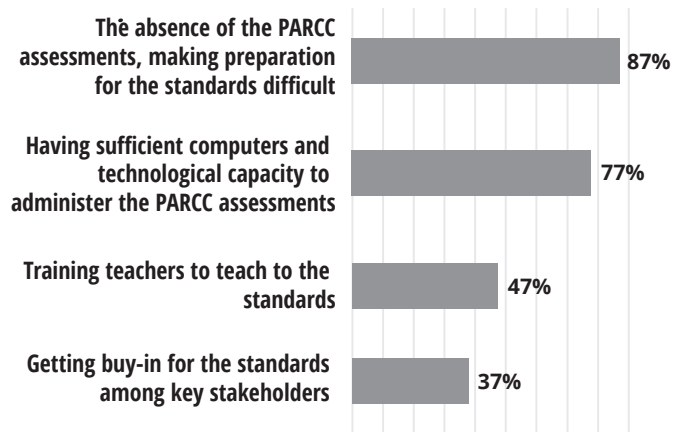 The absence of the PARCC
assessments, making preparation
for the standards difficult
87%
Having sufficient computers and
technological capacity to
administer the PARCC assessments
77%
Training teachers to teach to the
standards
47%
Getting buy-in for the standards
among key stakeholders
37%